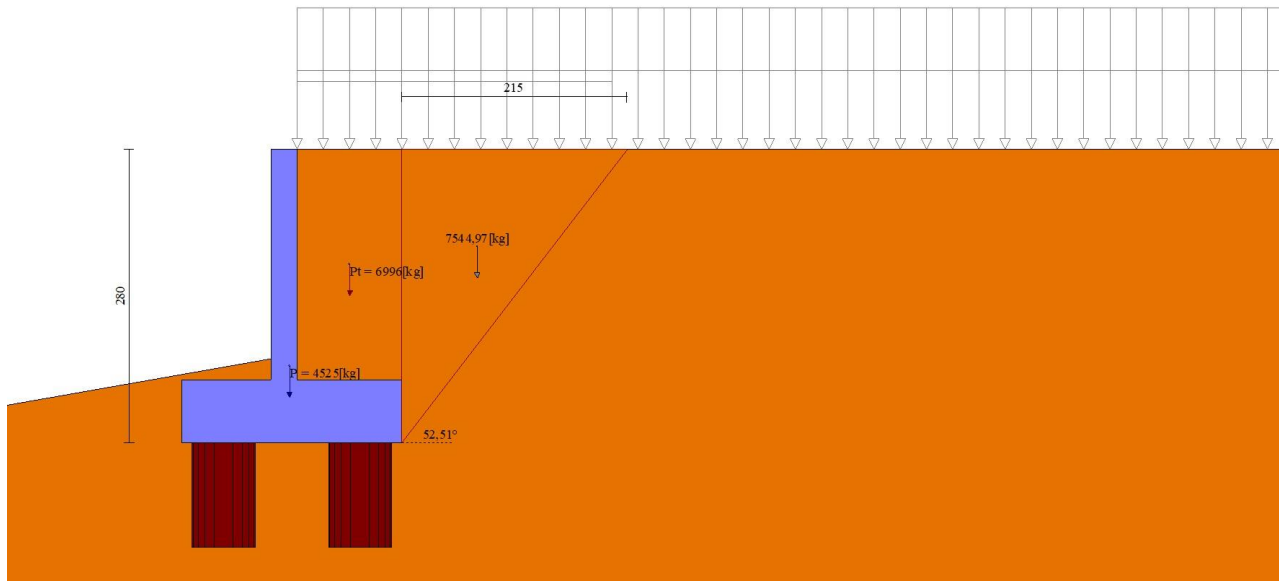 215
7544,97[kg]
Pt = 6996[kg]
280
P = 4525[kg]
52,51°